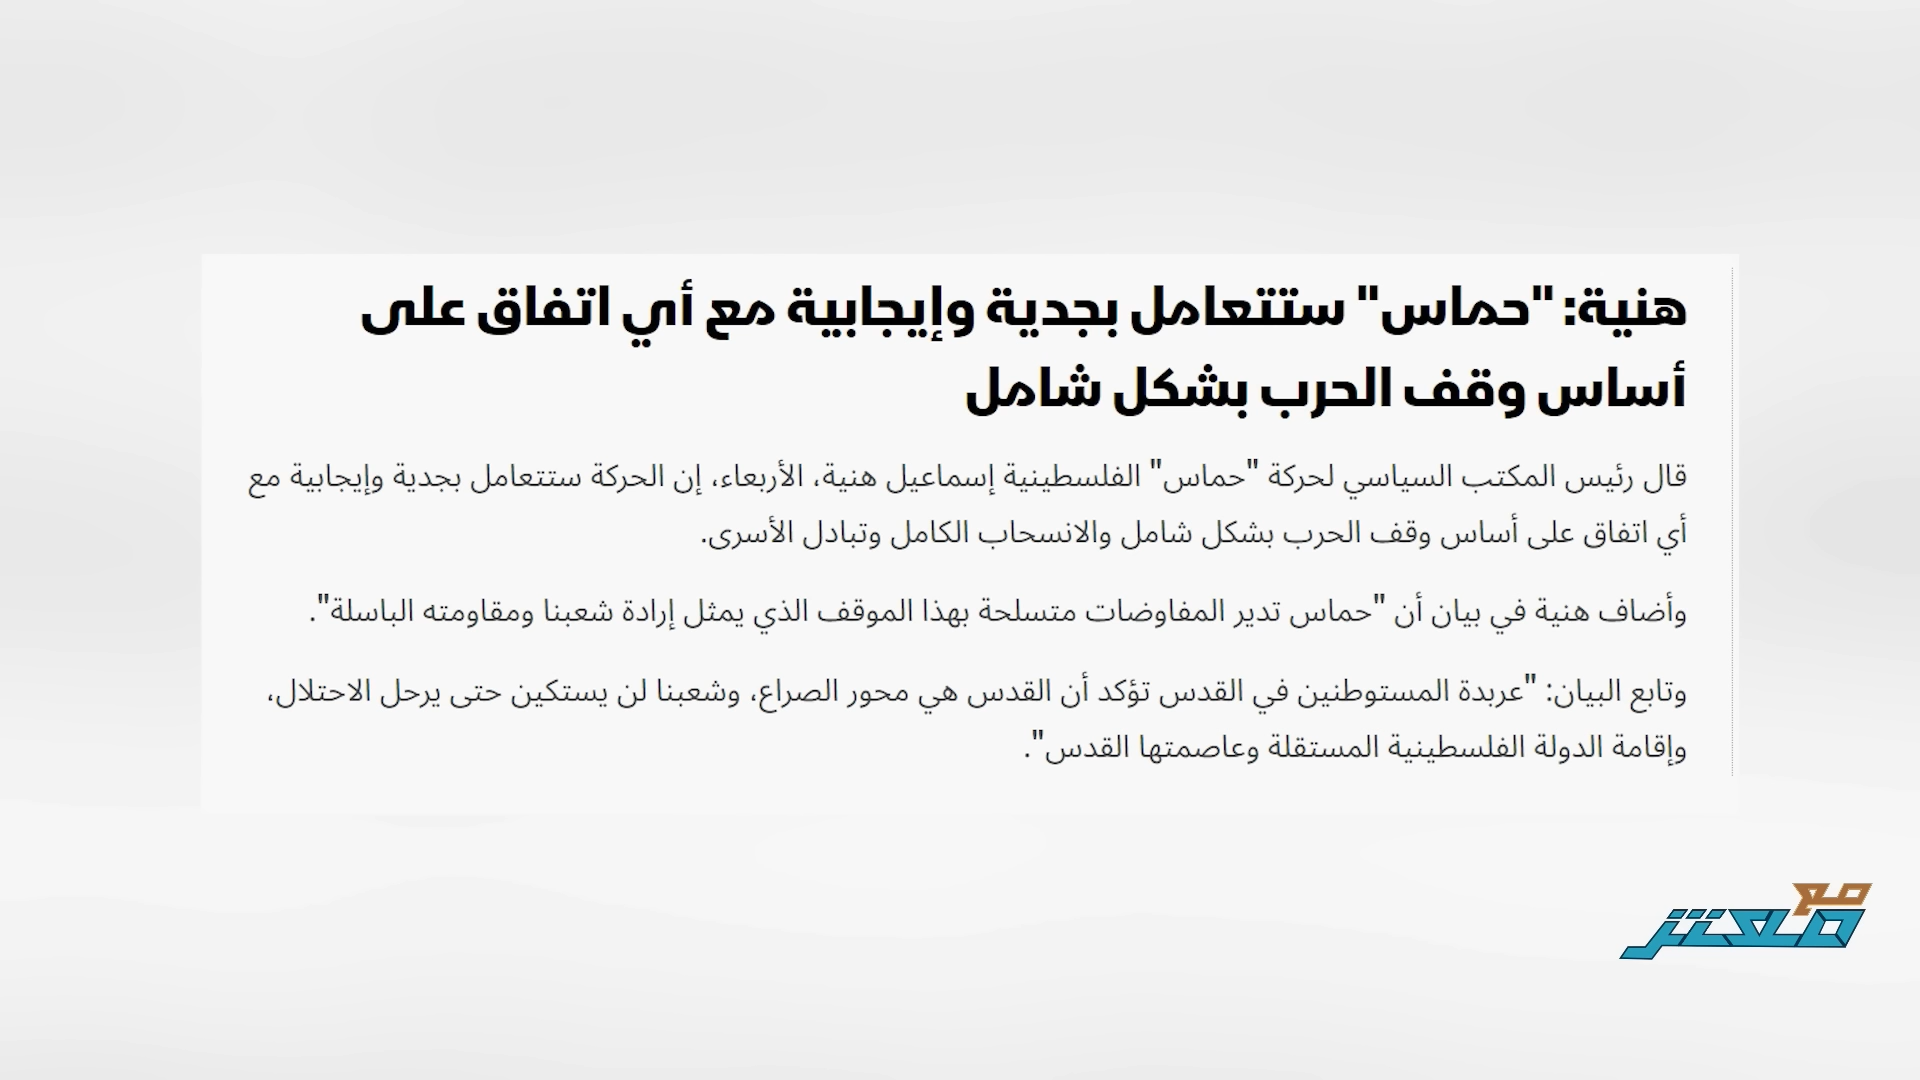 هنية: "حماس" ستتعامل بجدية وإيجابية مع أي اتفاق على
أساس وقف الحرب بشكل شامل
قال رئيس المكتب السياسي لحركة "حماس" الفلسطينية إسماعيل هنية، الأربعاء، إن الحركة ستتعامل بجدية وإيجابية مع
أي اتفاق على أساس وقف الحرب بشكل شامل والانسحاب الكامل وتبادل الأسرى.
وأضاف هنية في بيان أن "حماس تدير المفاوضات متسلحة بهذا الموقف الذي يمثل إرادة شعبنا ومقاومته الباسلة".
وتابع البيان: "عربدة المستوطنين في القدس تؤكد أن القدس هي محور الصراع، وشعبنا لن يستكين حتى يرحل الاحتلال،
وإقامة الدولة الفلسطينية المستقلة وعاصمتها القدس".
مع
معتز